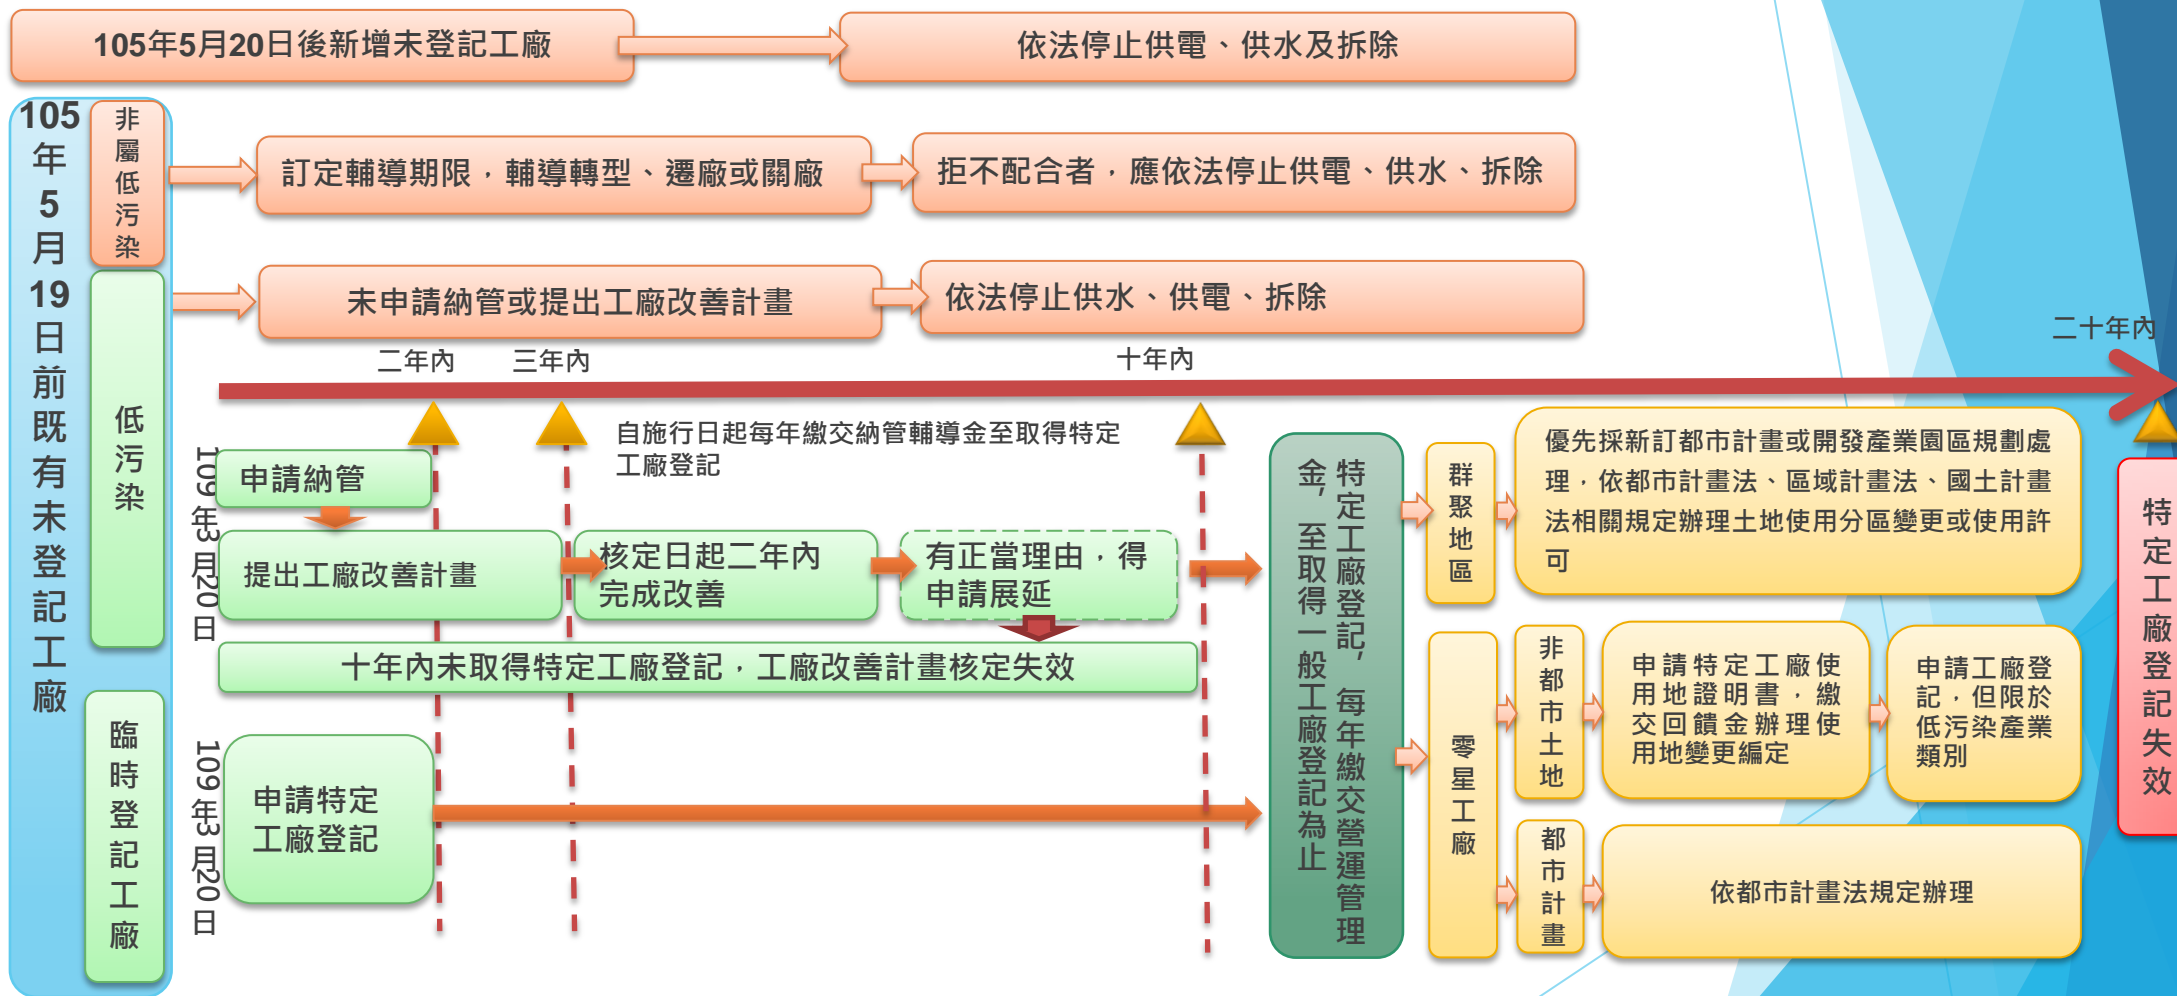 105年5月20日後新增未登記工廠
依法停止供電、供水及拆除
105年5月19日前既有未登記工廠
非屬低污染
訂定輔導期限，輔導轉型、遷廠或關廠
拒不配合者，應依法停止供電、供水、拆除
低污染
未申請納管或提出工廠改善計畫
依法停止供水、供電、拆除
二年內
三年內
十年內
二十年內
自施行日起每年繳交納管輔導金至取得特定
工廠登記
109年3月20日
申請納管
提出工廠改善計畫
核定日起二年內
完成改善
有正當理由，得
申請展延
十年內未取得特定工廠登記，工廠改善計畫核定失效
臨時登記工廠
109年3月20日
申請特定
工廠登記
特定工廠登記，每年繳交營運管理
金，至取得一般工廠登記為止
群聚地區
優先採新訂都市計畫或開發產業園區規劃處
理，依都市計畫法、區域計畫法、國土計畫
法相關規定辦理土地使用分區變更或使用許
可
零星工廠
非都市土地
申請特定工廠使
用地證明書，繳
交回饋金辦理使
用地變更編定
申請工廠登
記，但限於
低污染產業
類別
都市計畫
依都市計畫法規定辦理
特定工廠登記失效